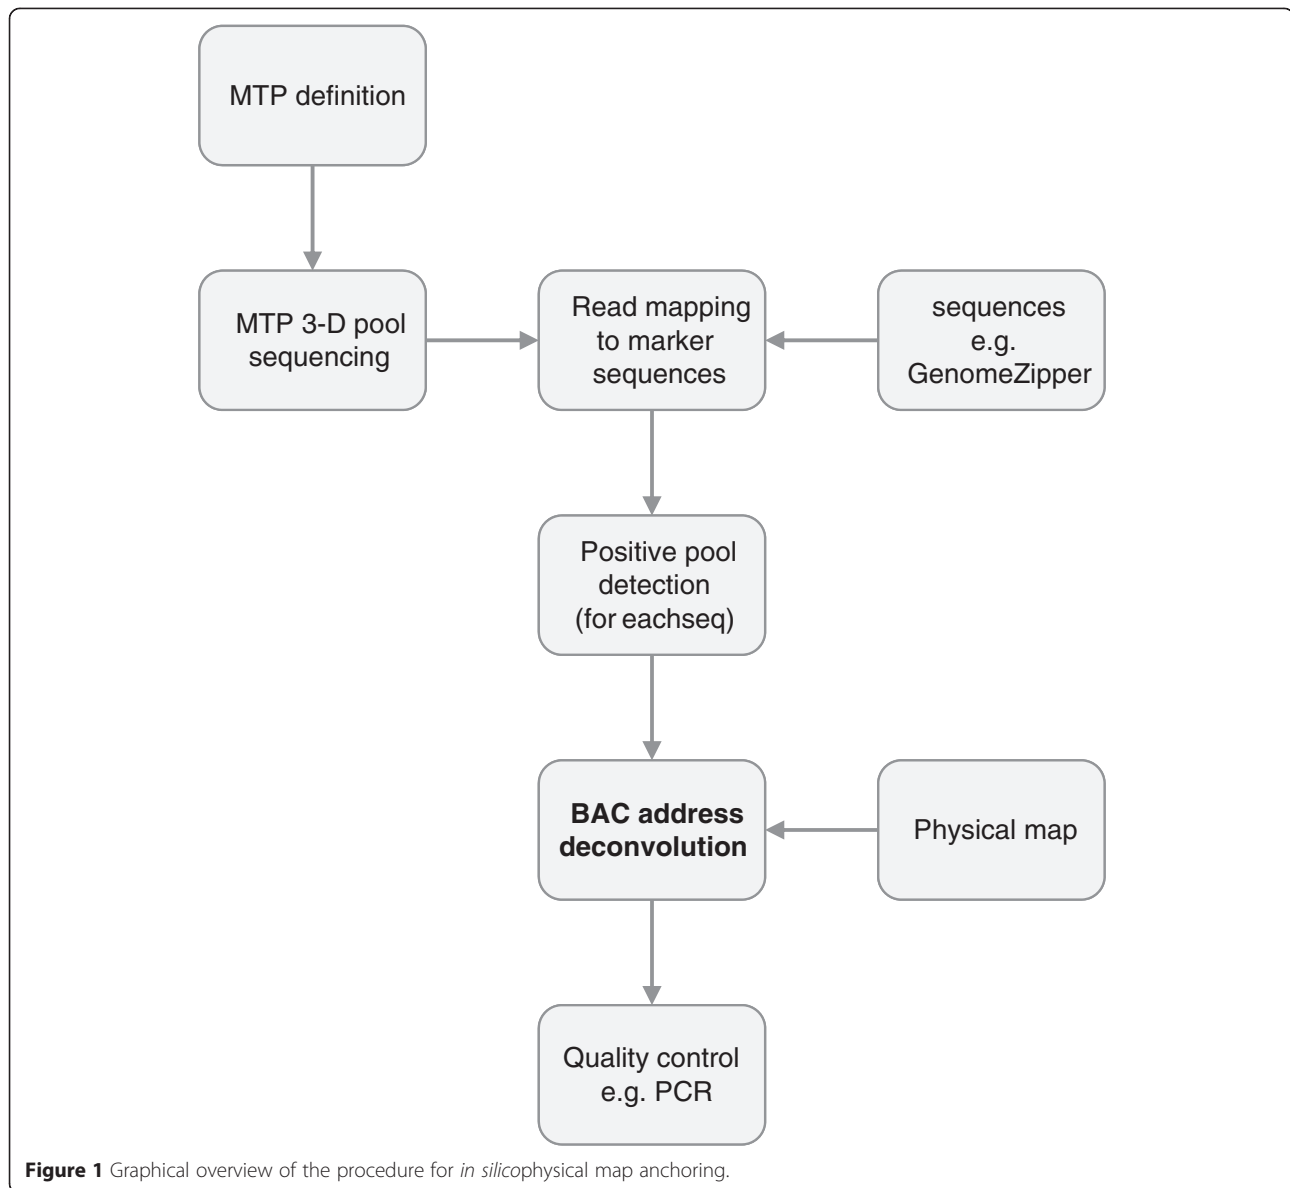 MTP definition
MTP 3-D pool
sequencing
Read mapping
to marker
sequences
sequences
e.g.
GenomeZipper
Positive pool
detection
(for eachseq)
BAC address
deconvolution
Physical map
Quality control
e.g. PCR
Figure 1 Graphical overview of the procedure for in silicophysical map anchoring.